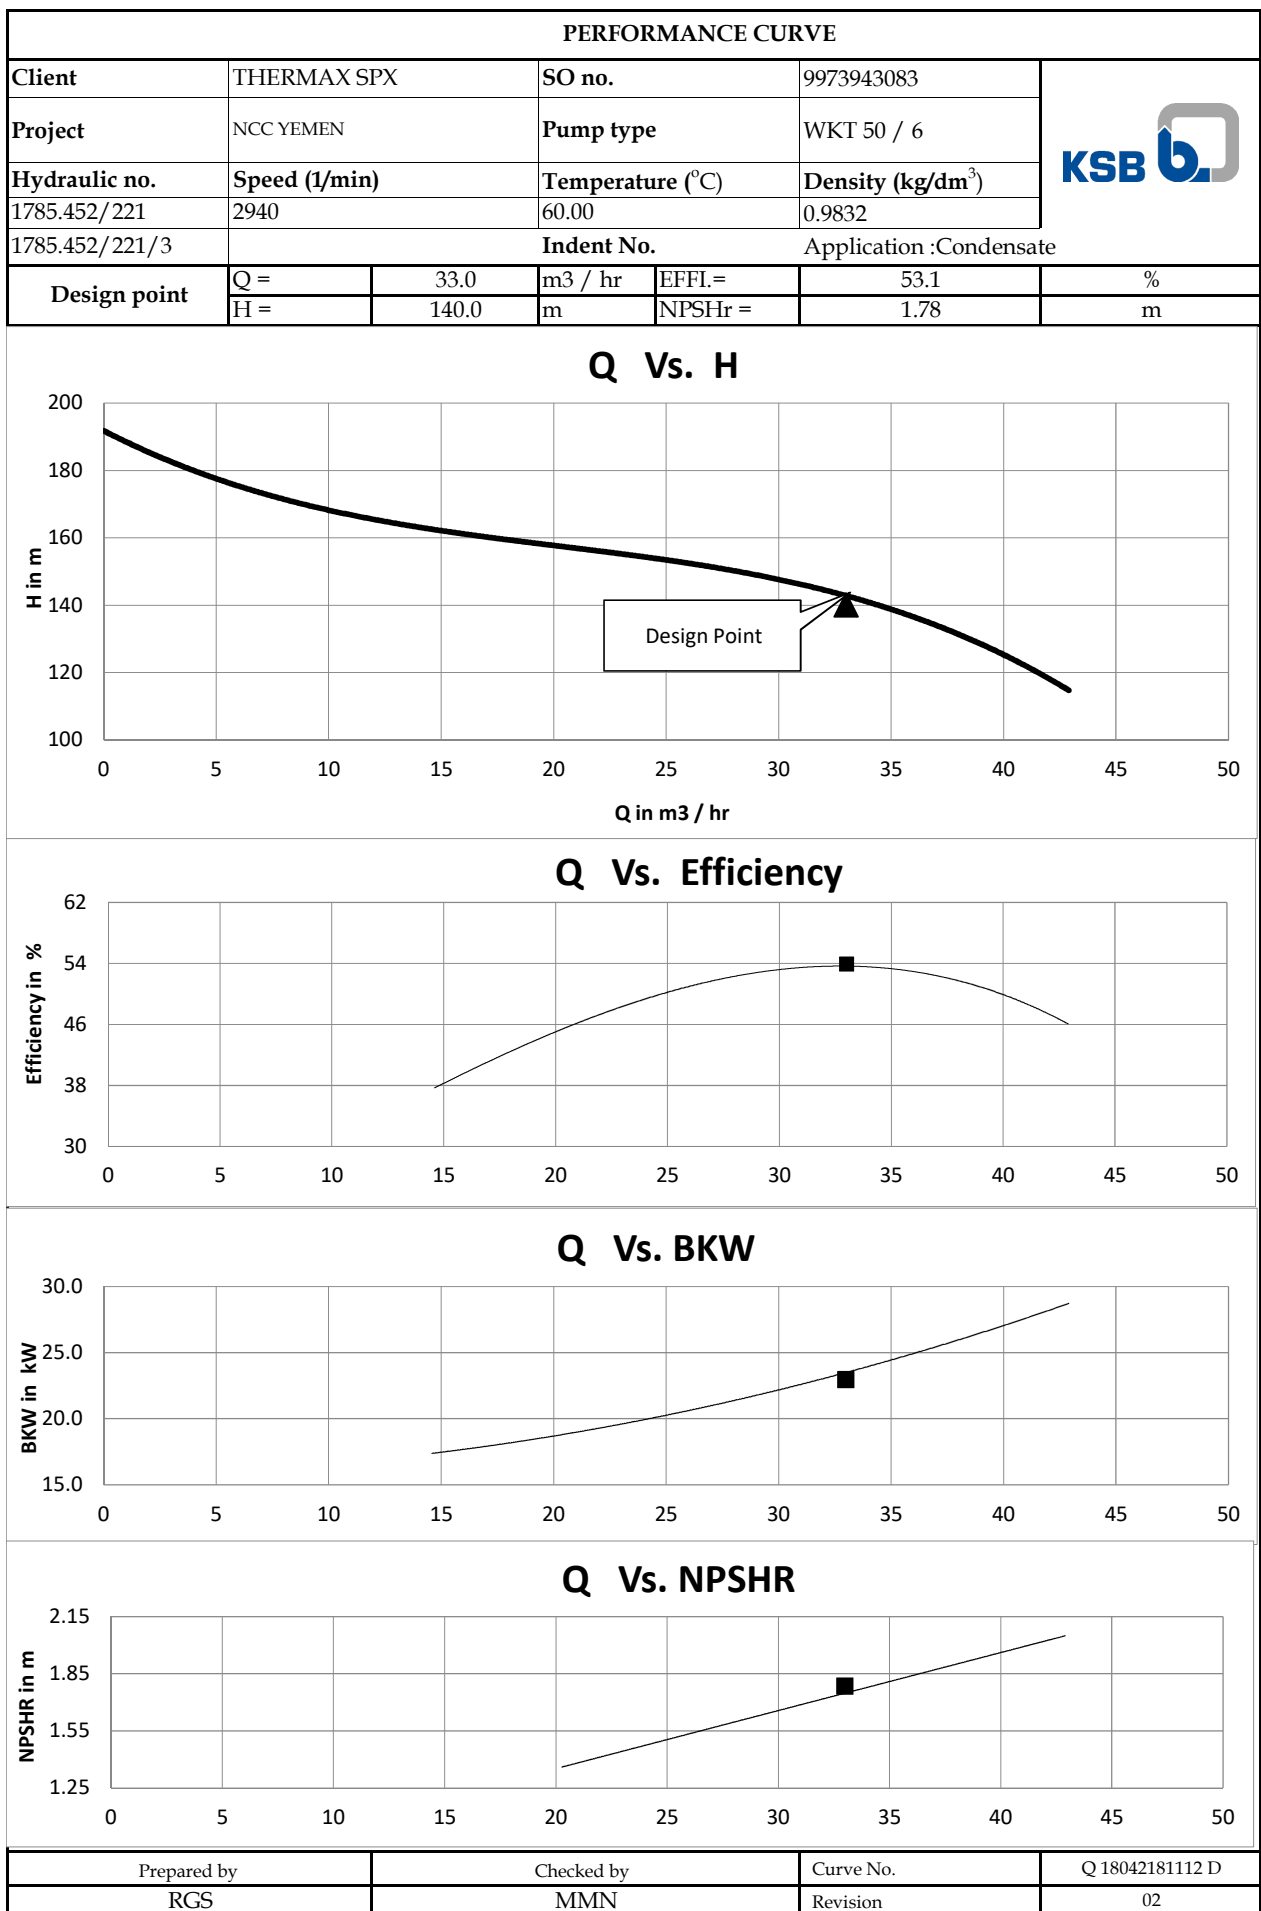 PERFORMANCE CURVE
Client THERMAX SPX SO no. 9973943083
Project NCC YEMEN Pump type WKT 50 / 6
KSB b
Hydraulic no. Speed (1/min) Temperature (°C) Density (kg/dm³)
1785.452/221 2940 60.00 0.9832
1785.452/221/3 Indent No. Application :Condensate
Design point Q = 33.0 m3 / hr EFFI.= 53.1 %
H = 140.0 m NPSHr = 1.78 m
Q Vs. H
200
180
160
140
120
100
H in m
Design Point
0 5 10 15 20 25 30 35 40 45 50
Q in m3 / hr
Q Vs. Efficiency
62
54
46
38
30
Efficiency in %
0 5 10 15 20 25 30 35 40 45 50
Q Vs. BKW
30.0
25.0
20.0
15.0
BKW in kW
0 5 10 15 20 25 30 35 40 45 50
Q Vs. NPSHR
2.15
1.85
1.55
1.25
NPSHR in m
0 5 10 15 20 25 30 35 40 45 50
Prepared by Checked by Curve No. Q 18042181112 D
RGS MMN Revision 02